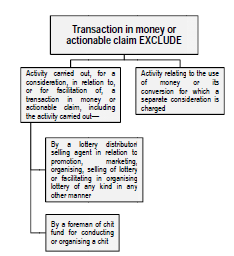 Transaction in money or
actionable claim EXCLUDE
Activity carried out, for a
consideration, in relation to,
or for facilitation of, a
transaction in money or
actionable claim, including
the activity carried out—
Activity relating to the use
of money or its
conversion for which a
separate consideration is
charged
By a lottery distributor/
selling agent in relation to
promotion, marketing,
organising, selling of lottery
or facilitating in organising
lottery of any kind in any
other manner
By a foreman of chit
fund for conducting
or organising a chit